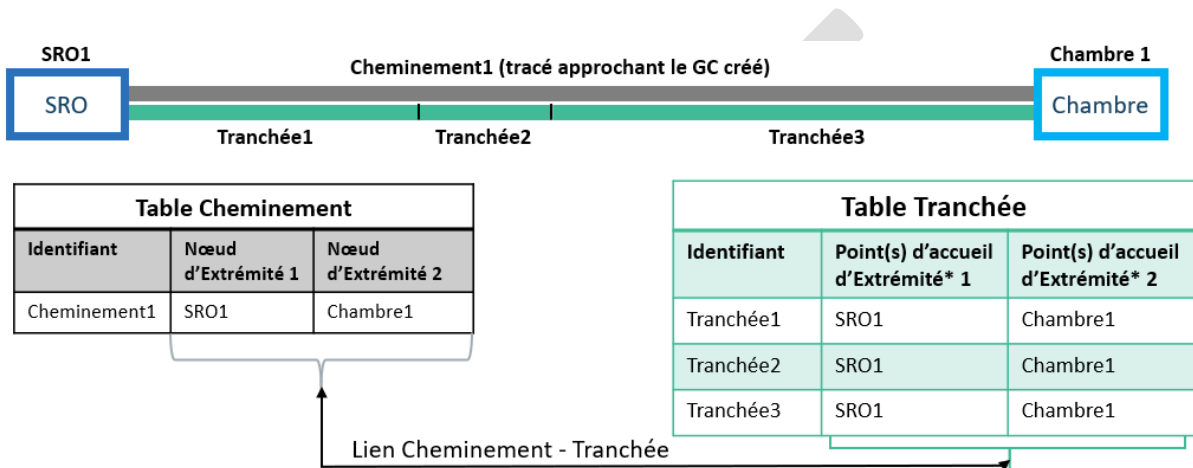 SRO1
Chambre 1
Cheminement1 (tracé approchant le GC créé)
SRO
Chambre
Tranchée1
Tranchée2
Tranchée3
Table Cheminement
Identifiant
Nœud
d'Extrémité 1
Nœud
d'Extrémité 2
Cheminement1
SRO1
Chambre1
Table Tranchée
Identifiant
Point(s) d'accueil
d'Extrémité* 1
Point(s) d'accueil
d'Extrémité* 2
Tranchée1
SRO1
Chambre1
Tranchée2
SRO1
Chambre1
Tranchée3
SRO1
Chambre1
Lien Cheminement - Tranchée